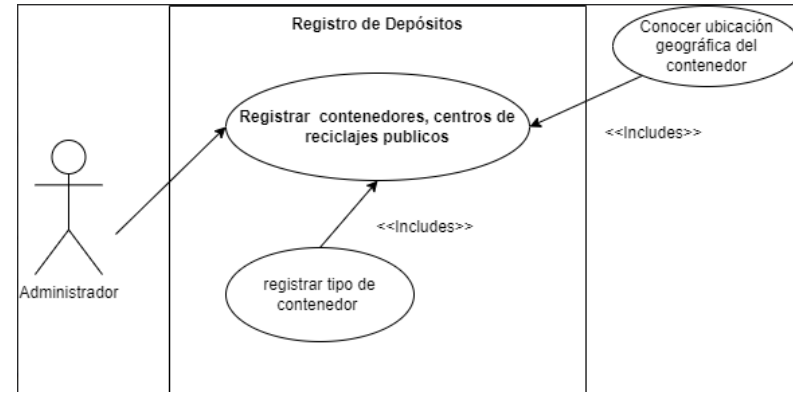 Registro de Depósitos
Conocer ubicación
geográfica del
contenedor
Registrar contenedores, centros de
reciclajes publicos
<<Includes>>
<<Includes>>
registrar tipo de
contenedor
Administrador